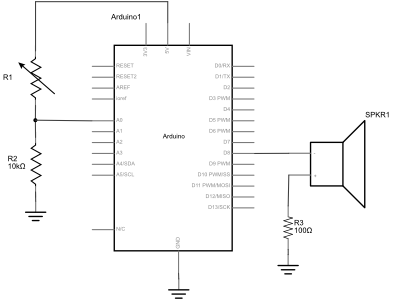 Arduino1
3V3
5V
VIN
RESET
RESET2
AREF
ioref
A0
A1
A2
A3
A4/SDA
A5/SCL
N/C
Arduino
D0/RX
D1/TX
D2
D3 PWM
D4
D5 PWM
D6 PWM
D7
D8
D9 PWM
D10 PWM/SS
D11 PWM/MOSI
D12/MISO
D13/SCK
GND
R1
R2
10kΩ
SPKR1
-
+
R3
100Ω